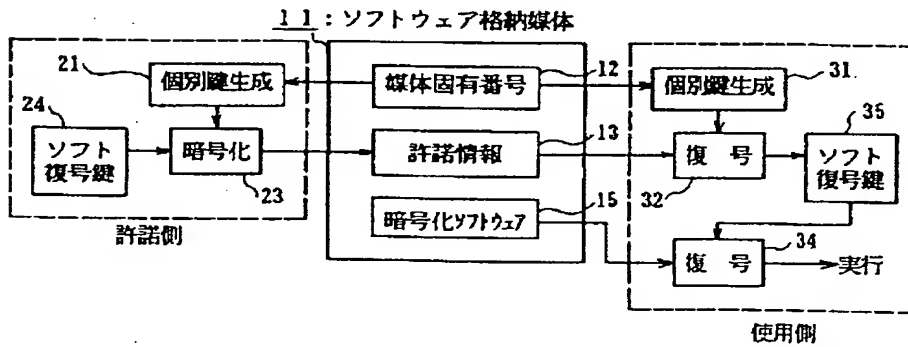 11：ソフトウェア格納媒体
21
個別鍵生成
24
ソフト
復号鍵
暗号化
23
許諾側
媒体固有番号
12
許諾情報
13
暗号化ソフトウェア
15
個別鍵生成
31
復号
32
35
ソフト
復号鍵
復号
34
実行
使用側